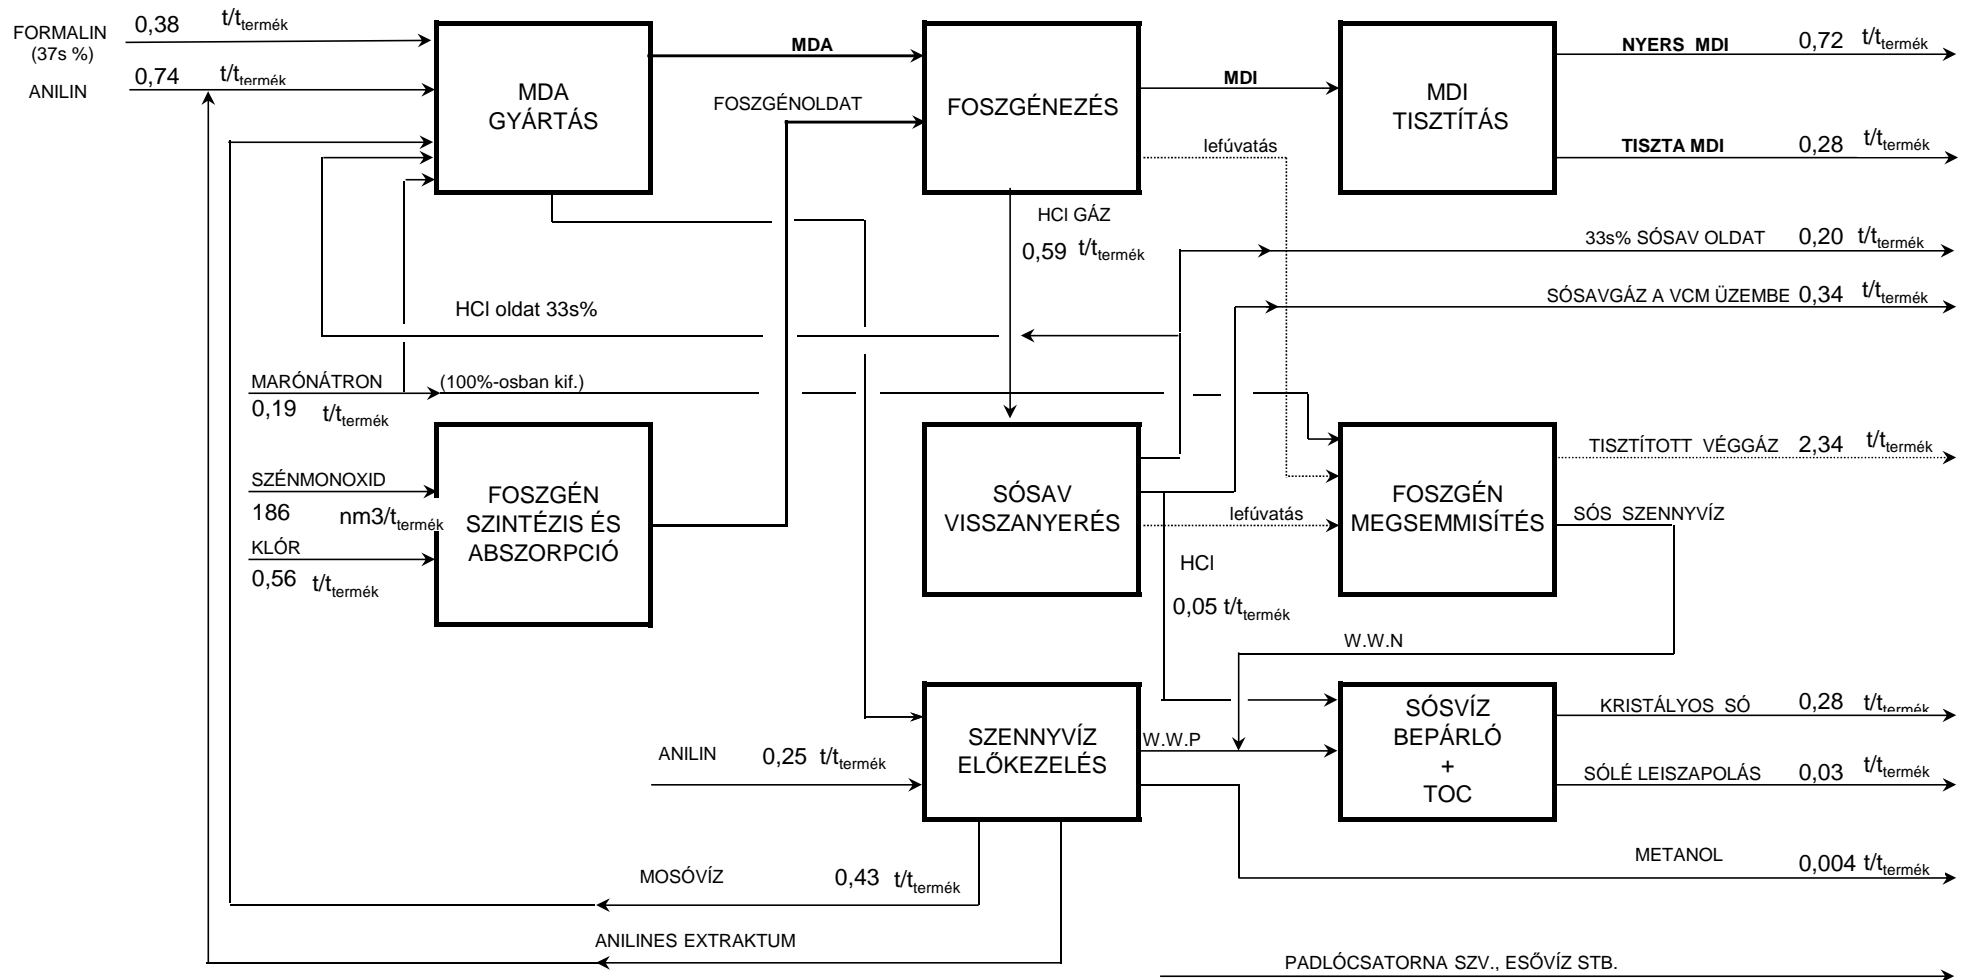 FORMALIN
(37s %)
0,38 t/ttermék
ANILIN
0,74 t/ttermék
MDA
GYÁRTÁS
MDA
FOSZGÉNOLDAT
FOSZGÉNEZÉS
MDI
lefúvatás
MDI
TISZTÍTÁS
NYERS MDI 0,72 t/ttermék
TISZTA MDI 0,28 t/ttermék
HCl GÁZ
0,59 t/ttermék
33s% SÓSAV OLDAT 0,20 t/ttermék
SÓSAVGÁZ A VCM ÜZEMBE 0,34 t/ttermék
HCl oldat 33s%
MARÓNÁTRON
(100%-osban kif.)
0,19 t/ttermék
SZÉNMONOXID
186 nm3/ttermék
KLÓR
0,56 t/ttermék
FOSZGÉN
SZINTÉZIS ÉS
ABSZORPCIÓ
SÓSAV
VISSZANYERÉS
lefúvatás
HCl
0,05 t/ttermék
FOSZGÉN
MEGSEMMISÍTÉS
TISZTÍTOTT VÉGGÁZ 2,34 t/ttermék
SÓS SZENNYVÍZ
W.W.N
ANILIN 0,25 t/ttermék
SZENNYVÍZ
ELŐKEZELÉS
W.W.P
SÓSVÍZ
BEPÁRLÓ
+
TOC
KRISTÁLYOS SÓ 0,28 t/ttermék
SÓLÉ LEISZAPOLÁS 0,03 t/ttermék
METANOL 0,004 t/ttermék
MOSÓVÍZ 0,43 t/ttermék
ANILINES EXTRAKTUM
PADLÓCSATORNA SZV., ESŐVÍZ STB.